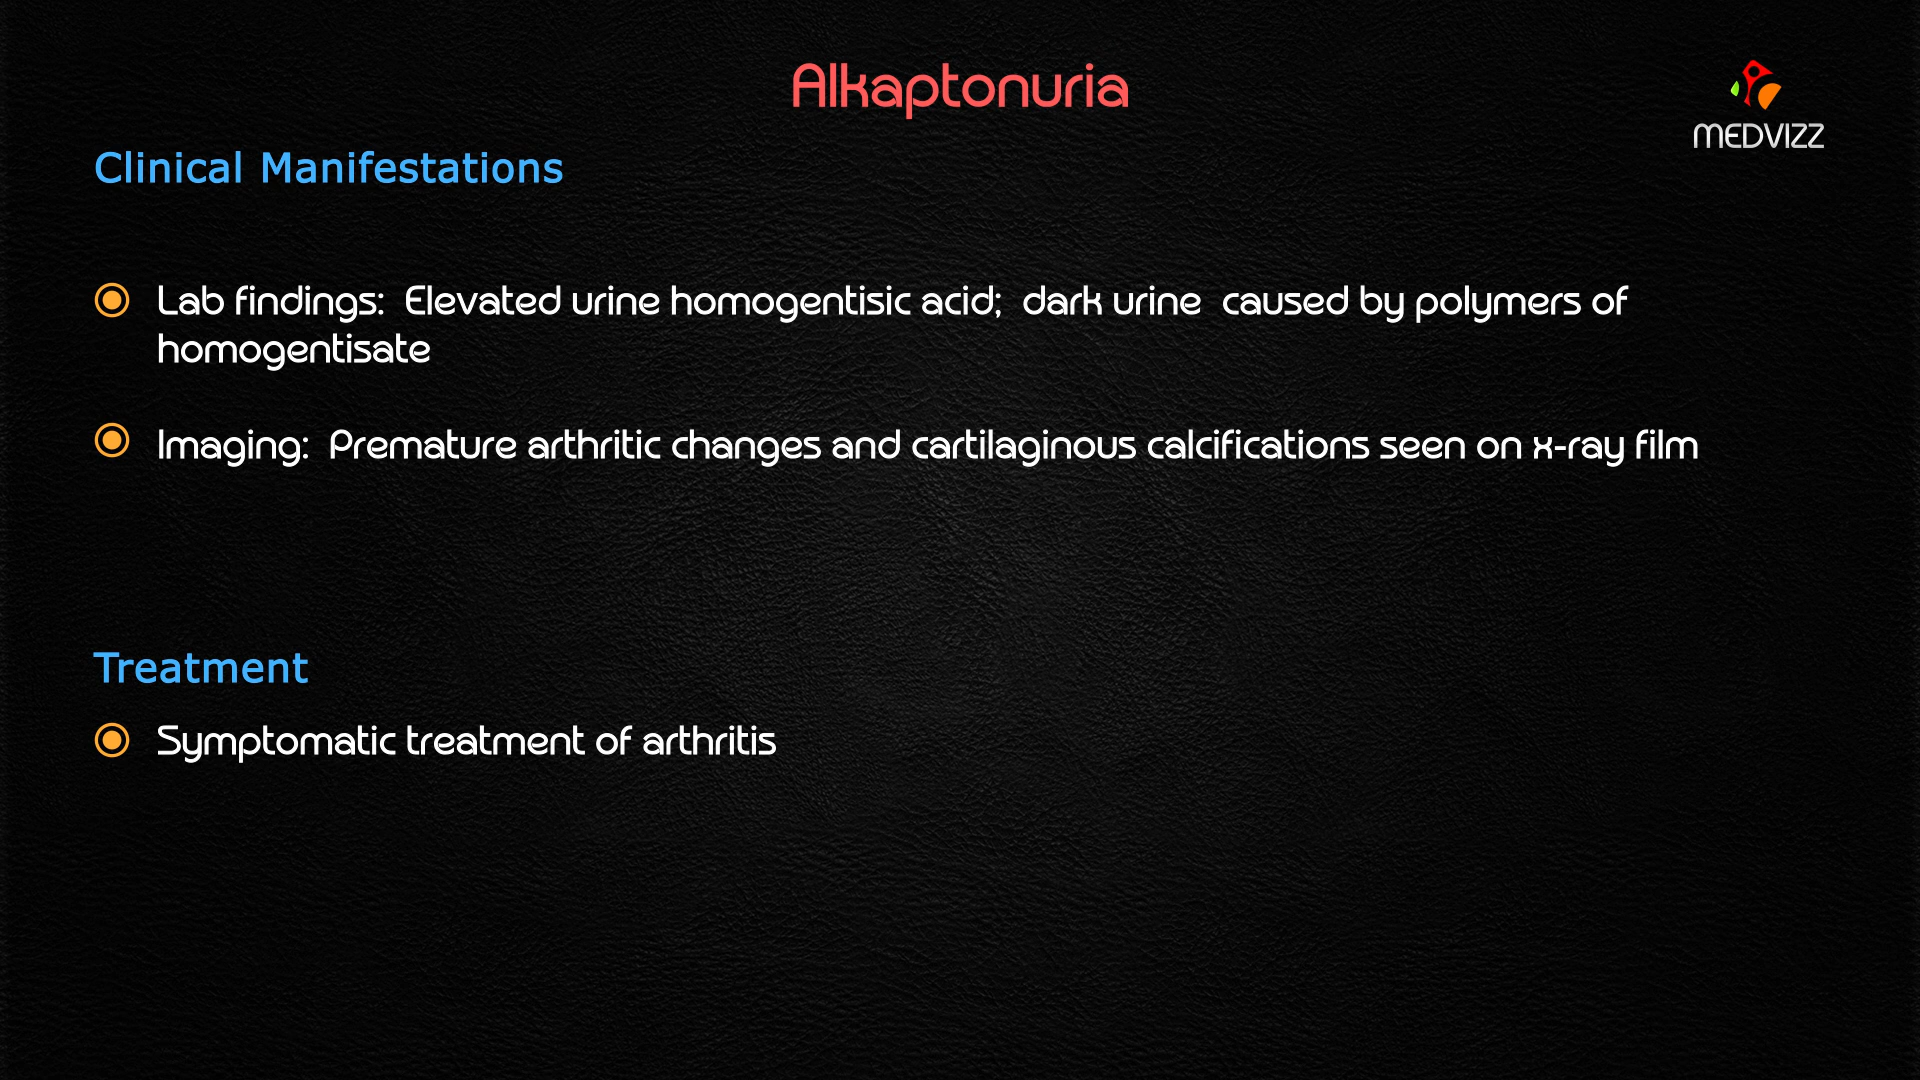 Alkaptonuria
MEDVIZZ
Clinical Manifestations
Lab findings: Elevated urine homogentisic acid; dark urine caused by polymers of
homogentisate
Imaging: Premature arthritic changes and cartilaginous calcifications seen on x-ray film
Treatment
Symptomatic treatment of arthritis